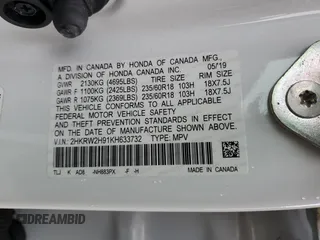 MFD. IN CANADA BY HONDA OF CANADA MFG.,
A DIVISION OF HONDA CANADA INC. 05/19
GVWR 2130KG (4695LBS) TIRE SIZE RIM SIZE
GAWR F 1100KG (2425LBS) 235/60R18 103H 18X7.5J
GAWR R 1075KG (2369LBS) 235/60R18 103H 18X7.5J
THIS VEHICLE CONFORMS TO ALL APPLICABLE
FEDERAL MOTOR VEHICLE SAFETY STANDARDS
IN EFFECT ON THE DATE OF MANUFACTURE SHOWN ABOVE.
V.I.N.: 2HKRW2H91KH633732 TYPE: MPV
TLJ K A08 -NH883PX -F -H MADE IN CANADA
DREAMBID